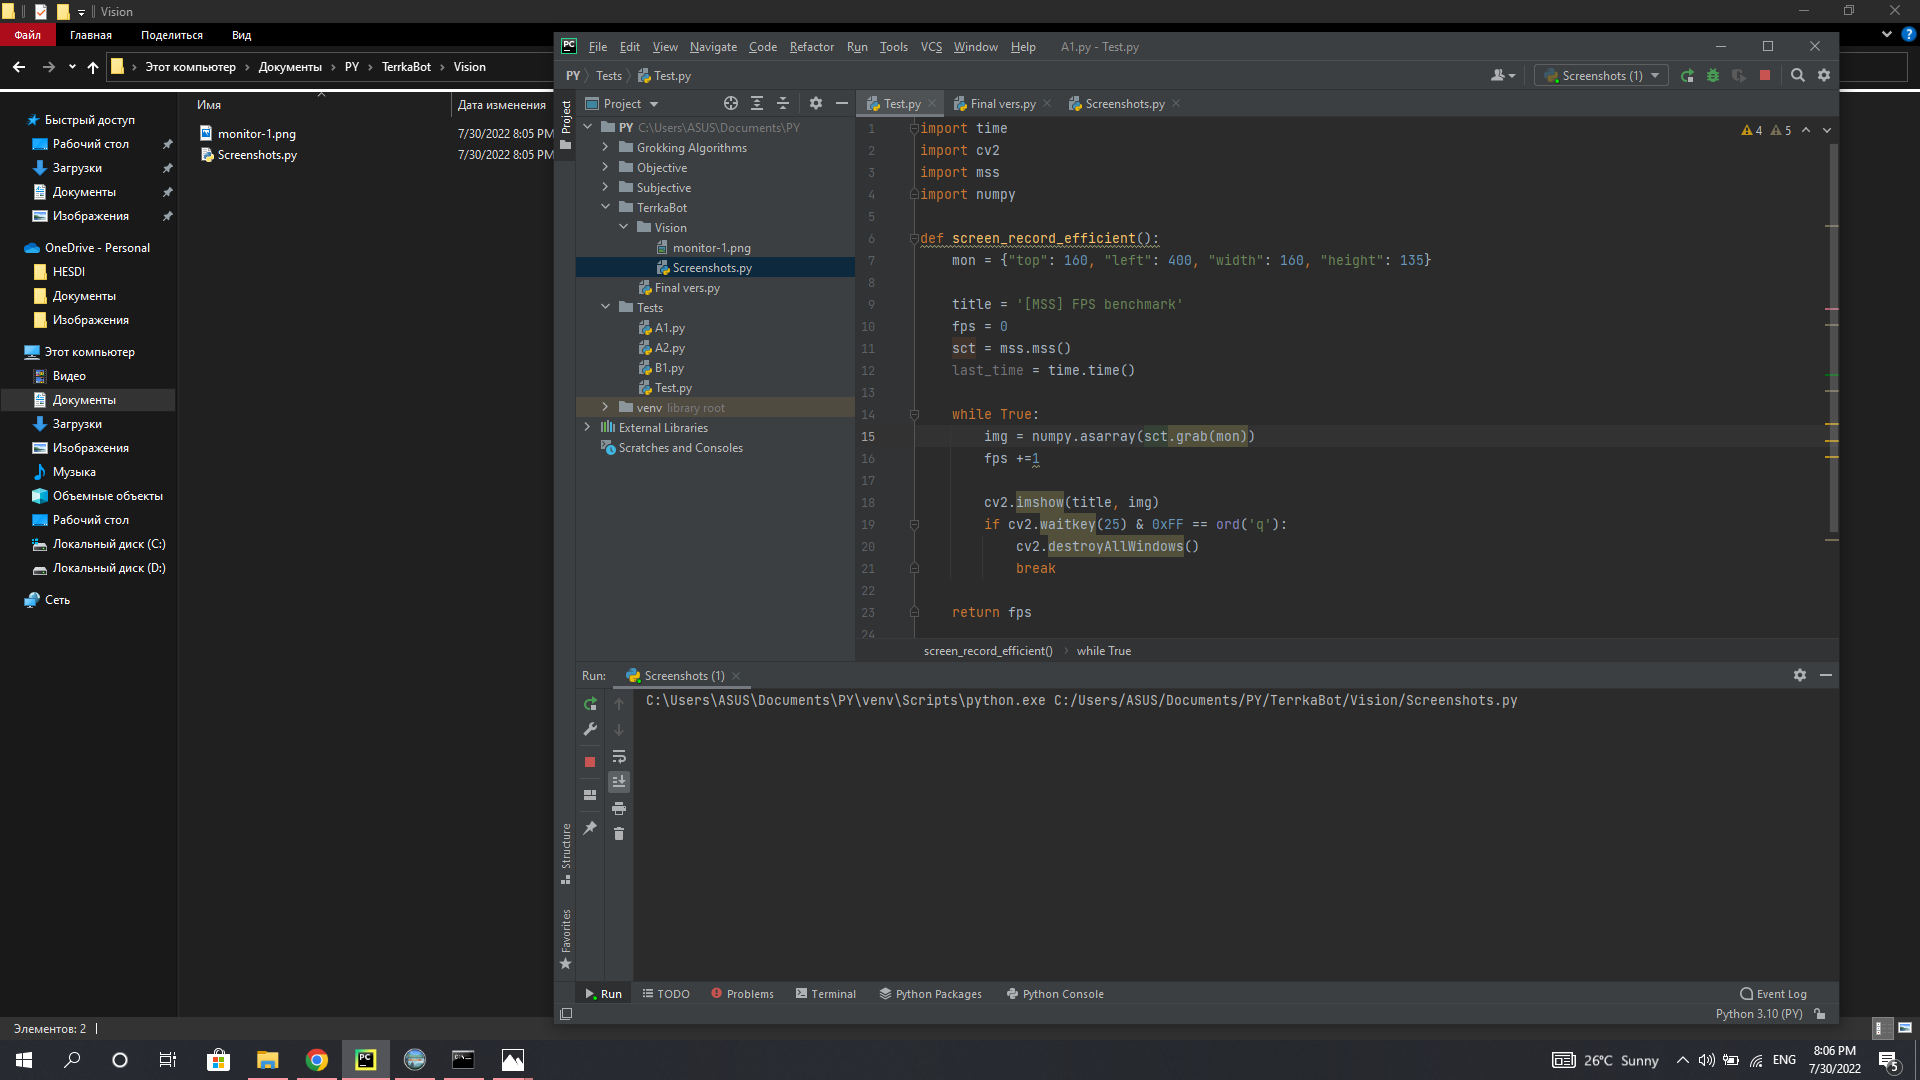 Vision
Файл Главная Поделиться Вид
Этот компьютер Документы PY TerrkaBot Vision
Имя Дата изменения
monitor-1.png 7/30/2022 8:05 PM
Screenshots.py 7/30/2022 8:05 PM
Быстрый доступ
Рабочий стол
Загрузки
Документы
Изображения
OneDrive - Personal
HESDI
Документы
Изображения
Этот компьютер
Видео
Документы
Загрузки
Изображения
Музыка
Объемные объекты
Рабочий стол
Локальный диск (C:)
Локальный диск (D:)
Сеть
Элементов: 2
PC File Edit View Navigate Code Refactor Run Tools VCS Window Help A1.py - Test.py
PY Tests Test.py Screenshots (1)
Project
Project
PY C:\Users\ASUS\Documents\PY
Grokking Algorithms
Objective
Subjective
TerrkaBot
Vision
monitor-1.png
Screenshots.py
Final vers.py
Tests
A1.py
A2.py
B1.py
Test.py
venv library root
External Libraries
Scratches and Consoles
Test.py Final vers.py Screenshots.py
4 5
1 import time
2 import cv2
3 import mss
4 import numpy
5
6 def screen_record_efficient():
7 mon = {"top": 160, "left": 400, "width": 160, "height": 135}
8
9 title = '[MSS] FPS benchmark'
10 fps = 0
11 sct = mss.mss()
12 last_time = time.time()
13
14 while True:
15 img = numpy.asarray(sct.grab(mon))
16 fps +=1
17
18 cv2.imshow(title, img)
19 if cv2.waitkey(25) & 0xFF == ord('q'):
20 cv2.destroyAllWindows()
21 break
22
23 return fps
24
screen_record_efficient() while True
Run: Screenshots (1)
C:\Users\ASUS\Documents\PY\venv\Scripts\python.exe C:/Users/ASUS/Documents/PY/TerrkaBot/Vision/Screenshots.py
Structure
Favorites
Run TODO Problems Terminal Python Packages Python Console Event Log
Python 3.10 (PY)
PC
26°C Sunny ENG 8:06 PM
7/30/2022 5